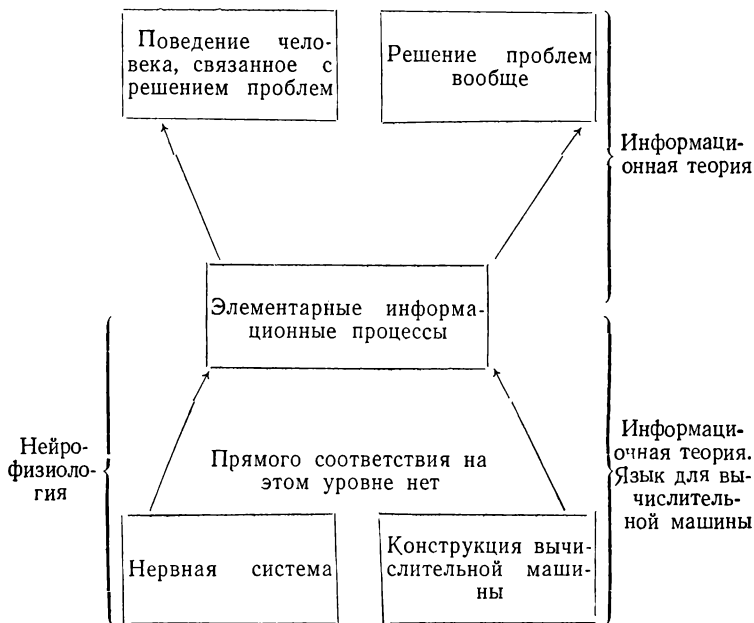 Поведение чело-
века, связанное с
решением проблем
Решение проблем
вообще
Информаци-
онная теория
Элементарные информа-
ционные процессы
Нейро-
физиоло-
гия
Прямого соответствия на
этом уровне нет
Информаци-
очная теория.
Язык для вы-
числитель-
ной машины
Нервная система
Конструкция вычи-
слительной маши-
ны